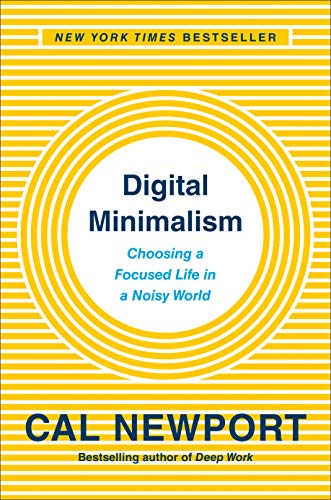 NEW YORK TIMES BESTSELLER
Digital
Minimalism
Choosing a
Focused Life in
a Noisy World
CAL NEWPORT
Bestselling author of Deep Work